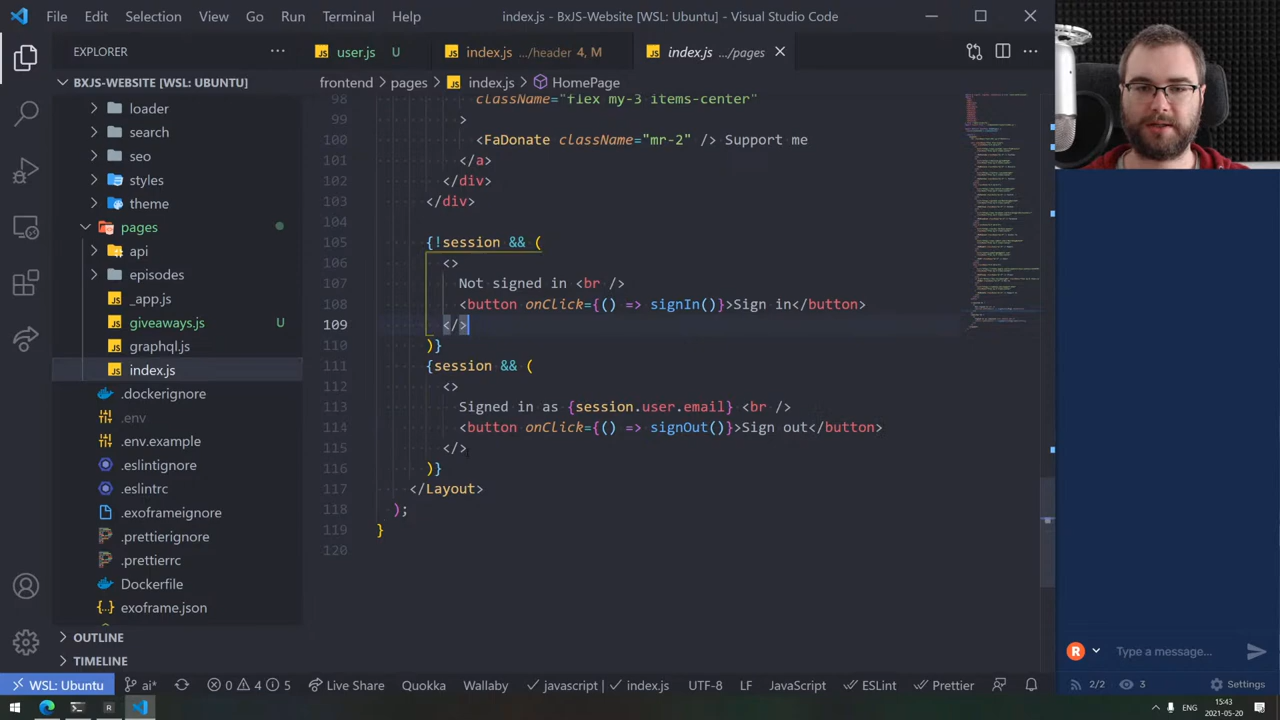 File Edit Selection View Go Run Terminal Help
index.js - BxJS-Website [WSL: Ubuntu] - Visual Studio Code
EXPLORER
user.js U
index.js .../header 4, M
index.js .../pages
BXJS-WEBSITE [WSL: UBUNTU]
frontend > pages > index.js > HomePage
loader
search
seo
styles
theme
pages
api
episodes
_app.js
giveaways.js U
graphql.js
index.js
.dockerignore
.env
.env.example
.eslintignore
.eslintrc
.exoframeignore
.prettierignore
.prettierrc
Dockerfile
exoframe.json
OUTLINE
TIMELINE
98 className="flex my-3 items-center"
99 >
100 <FaDonate className="mr-2" /> Support me
101 </a>
102 </div>
103 </div>
104
105 {!session && (
106 <>
107 Not signed in <br />
108 <button onClick={() => signIn()}>Sign in</button>
109 </>
110 )}
111 {session && (
112 <>
113 Signed in as {session.user.email} <br />
114 <button onClick={() => signOut()}>Sign out</button>
115 </>
116 )}
117 </Layout>
118 );
119 }
120
R
Type a message...
2/2 3 Settings
WSL: Ubuntu ai* 0 4 5 Live Share Quokka Wallaby javascript | index.js UTF-8 LF JavaScript ESLint Prettier
ENG
15:43
2021-05-20